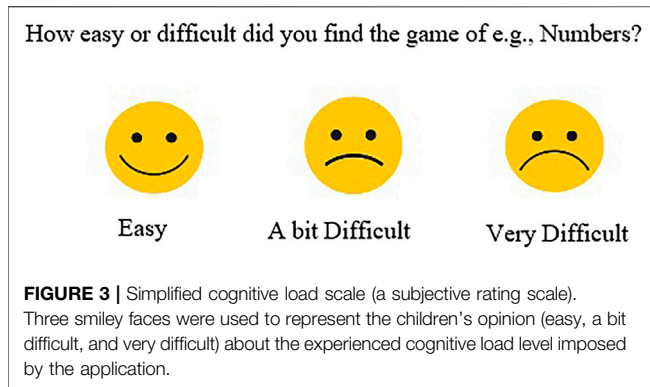 How easy or difficult did you find the game of e.g., Numbers?
Easy
A bit Difficult
Very Difficult
FIGURE 3 | Simplified cognitive load scale (a subjective rating scale).
Three smiley faces were used to represent the children's opinion (easy, a bit
difficult, and very difficult) about the experienced cognitive load level imposed
by the application.